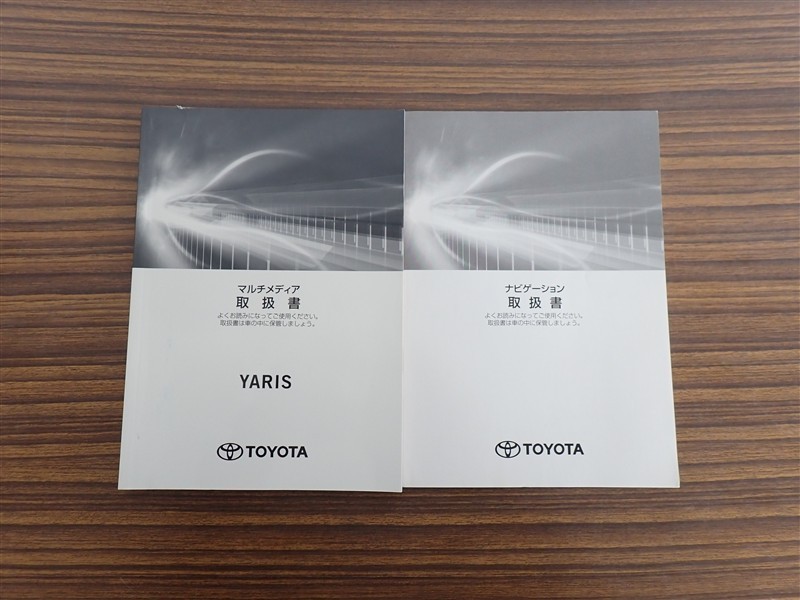 マルチメディア
取扱書
よくお読みになってご使用ください。
取扱書は車の中に保管しましょう。
YARIS
TOYOTA
ナビゲーション
取扱書
よくお読みになってご使用ください。
取扱書は車の中に保管しましょう。
TOYOTA